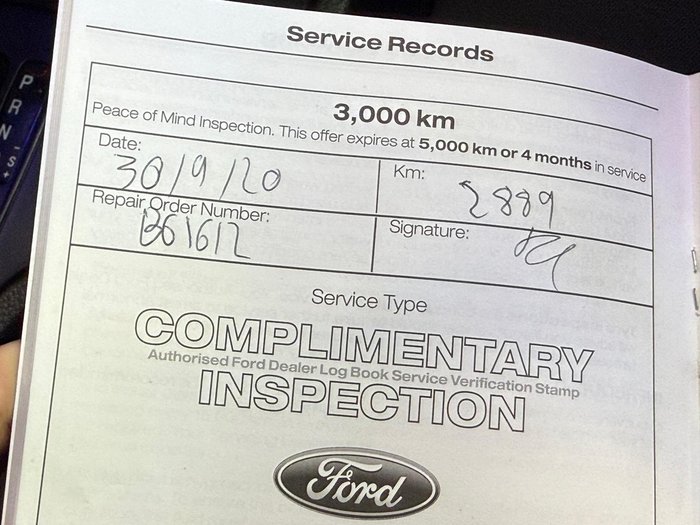 P
R
N
S
-
+
Service Records
3,000 km
Peace of Mind Inspection. This offer expires at 5,000 km or 4 months in service
Date:
30/9/20
Km:
2889
Repair Order Number:
B61612
Signature:
Service Type
COMPLIMENTARY
Authorised Ford Dealer Log Book Service Verification Stamp
INSPECTION
Ford